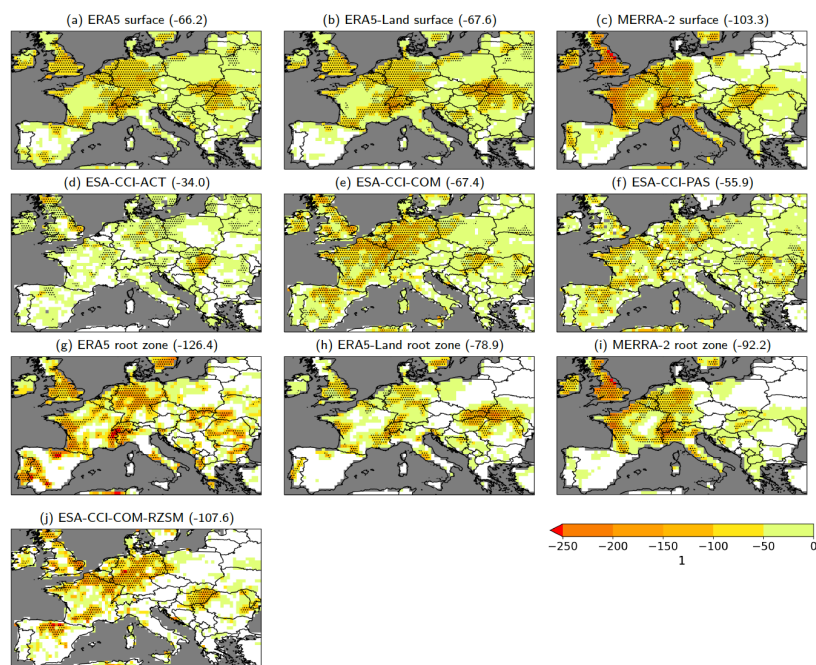 (a) ERA5 surface (-66.2)
(b) ERA5-Land surface (-67.6)
(c) MERRA-2 surface (-103.3)
(d) ESA-CCI-ACT (-34.0)
(e) ESA-CCI-COM (-67.4)
(f) ESA-CCI-PAS (-55.9)
(g) ERA5 root zone (-126.4)
(h) ERA5-Land root zone (-78.9)
(i) MERRA-2 root zone (-92.2)
(j) ESA-CCI-COM-RZSM (-107.6)
−250 −200 −150 −100 −50 0
1